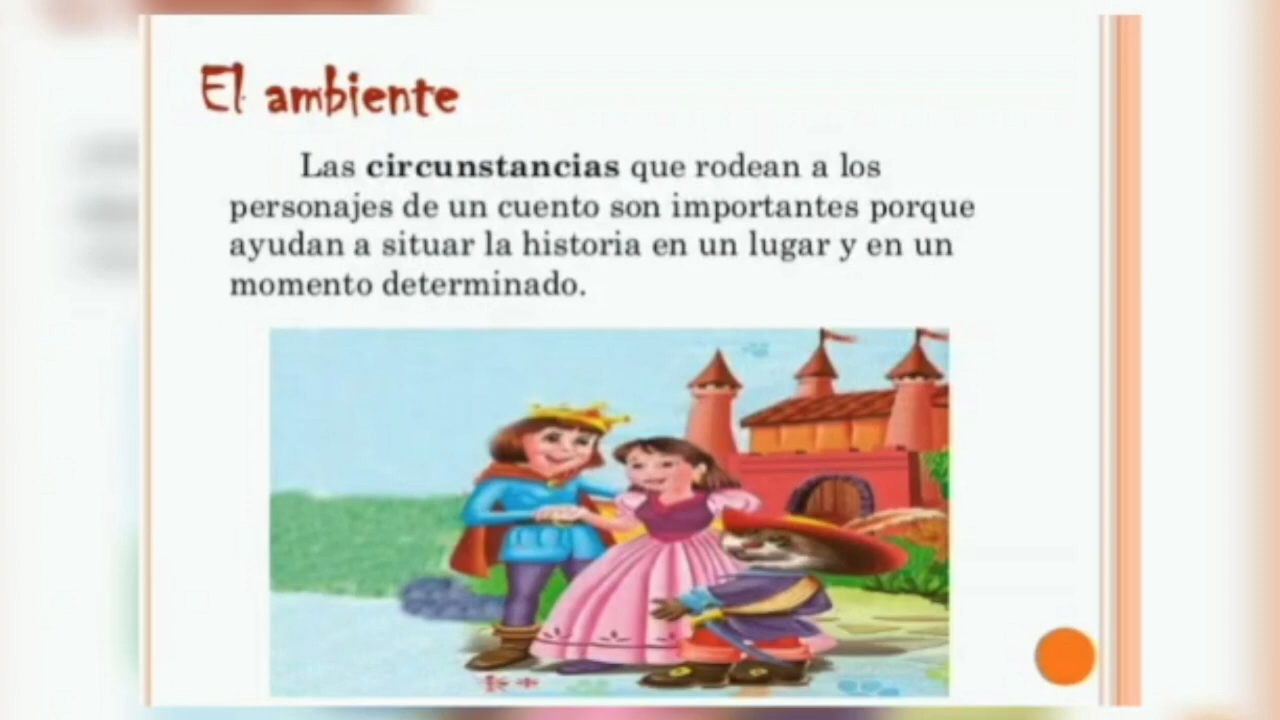 El ambiente
Las circunstancias que rodean a los
personajes de un cuento son importantes porque
ayudan a situar la historia en un lugar y en un
momento determinado.